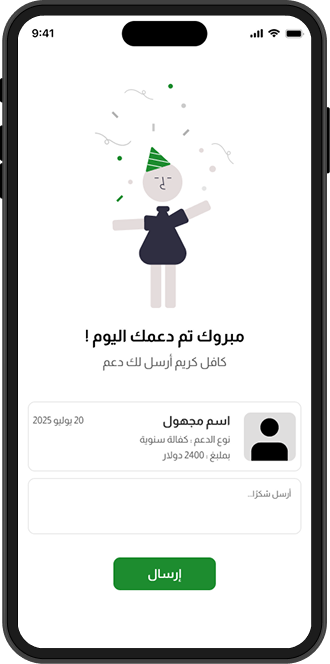 9:41
مبروك تم دعمك اليوم !
كافل كريم أرسل لك دعم
اسم مجهول
20 يوليو 2025
نوع الدعم : كفالة سنوية
بمليغ : 2400 دولار
أرسل شكرًا..
إرسال